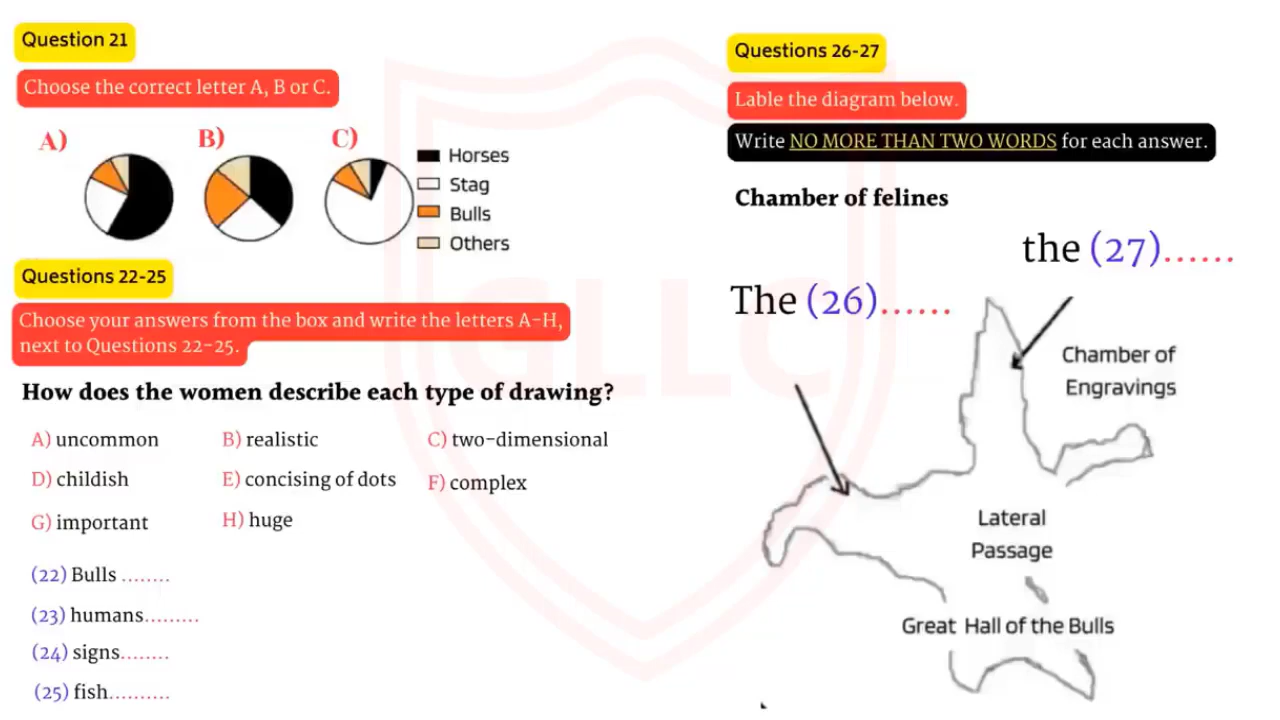 Question 21
Choose the correct letter A, B or C.
A)
B)
C)
Horses
Stag
Bulls
Others
Questions 22-25
Choose your answers from the box and write the letters A-H,
next to Questions 22-25.
How does the women describe each type of drawing?
A) uncommon
B) realistic
C) two-dimensional
D) childish
E) concising of dots
F) complex
G) important
H) huge
(22) Bulls ........
(23) humans.........
(24) signs........
(25) fish..........
Questions 26-27
Lable the diagram below.
Write NO MORE THAN TWO WORDS for each answer.
Chamber of felines
the (27)......
The (26)......
Chamber of
Engravings
Lateral
Passage
Great Hall of the Bulls
GLLC